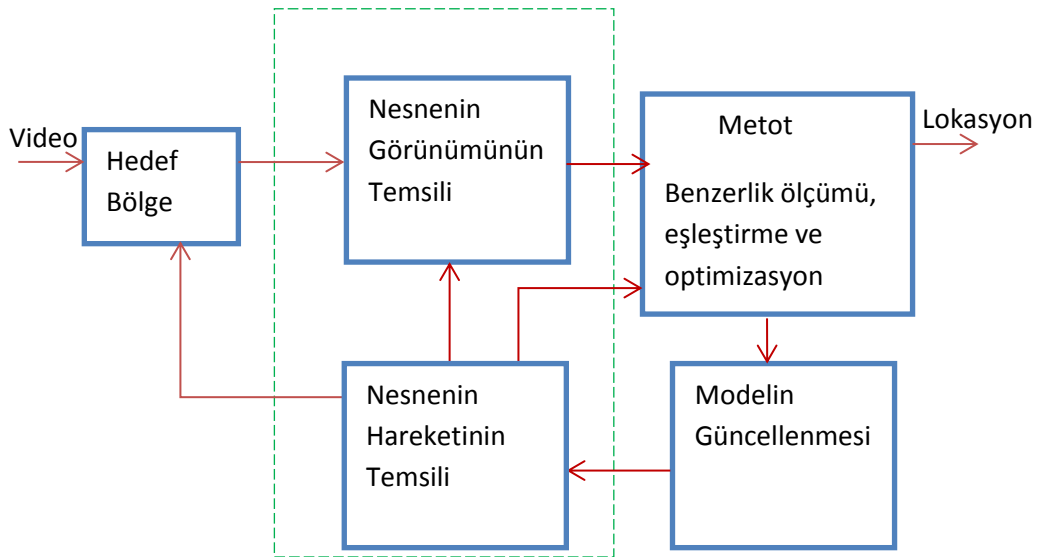 Video
Hedef
Bölge
Nesnenin
Görünümünün
Temsili
Metot
Benzerlik ölçümü,
eşleştirme ve
optimizasyon
Lokasyon
Nesnenin
Hareketinin
Temsili
Modelin
Güncellenmesi